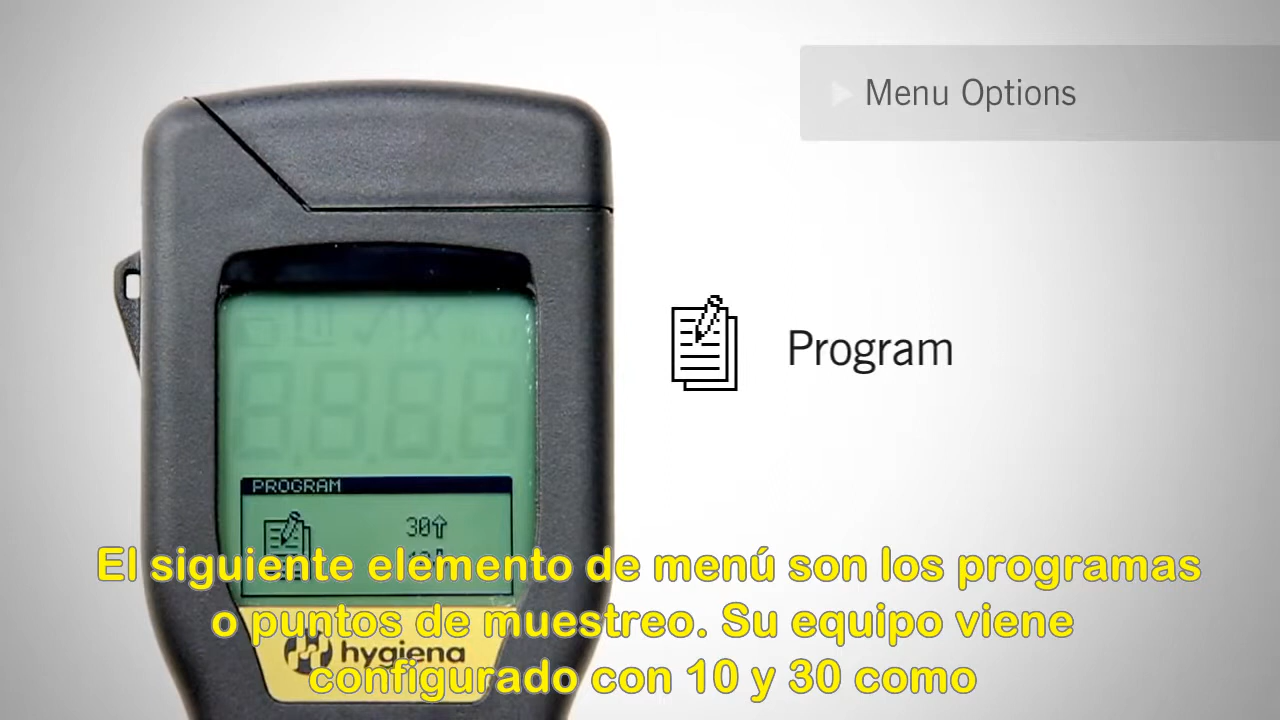 Menu Options
Program
PROGRAM
30↑
El siguiente elemento de menú son los programas
o puntos de muestreo. Su equipo viene
configurado con 10 y 30 como
hygiena